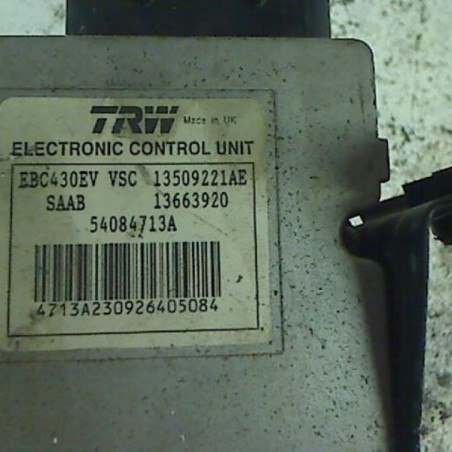 TRW Made in UK
ELECTRONIC CONTROL UNIT
EBC430EV VSC 13509221AE
SAAB 13663920
54084713A
4713A230926405084